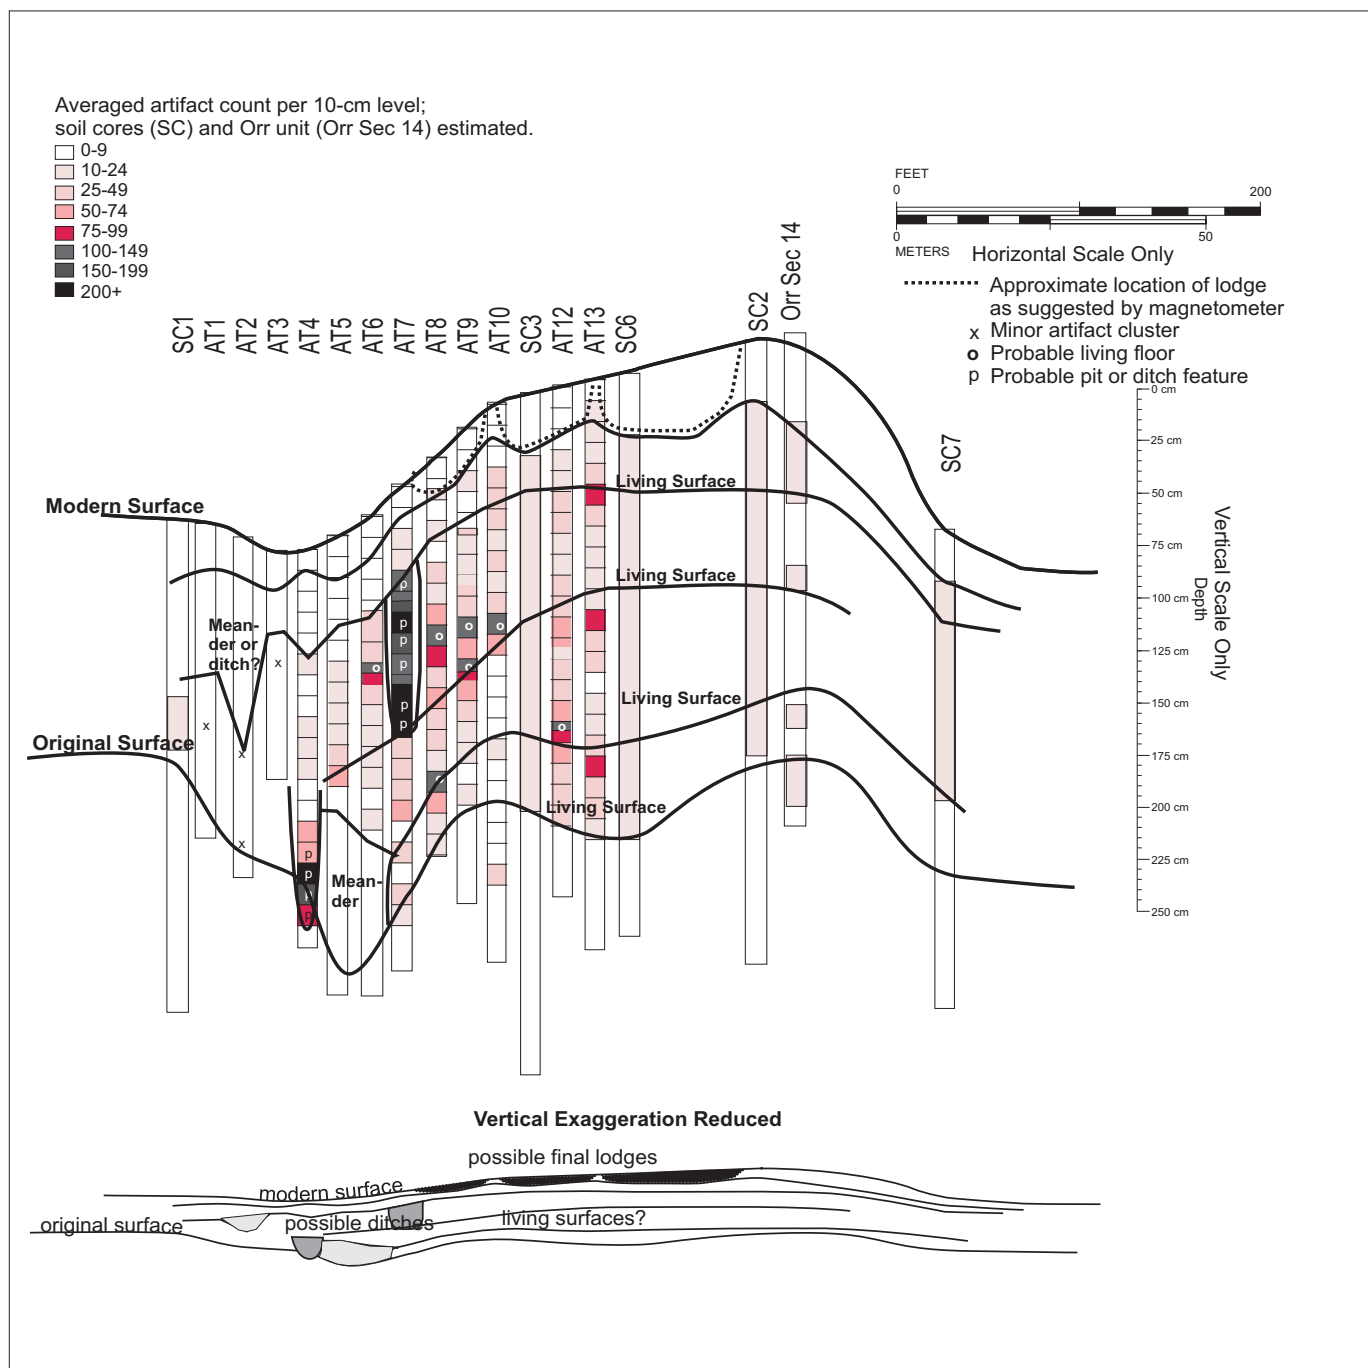 Averaged artifact count per 10-cm level;
soil cores (SC) and Orr unit (Orr Sec 14) estimated.
0-9
10-24
25-49
50-74
75-99
100-149
150-199
200+
FEET
0
200
0
50
METERS
Horizontal Scale Only
Approximate location of lodge
as suggested by magnetometer
x Minor artifact cluster
o Probable living floor
p Probable pit or ditch feature
SC1
AT1
AT2
AT3
AT4
AT5
AT6
AT7
AT8
AT9
AT10
SC3
AT12
AT13
SC6
SC2
Orr Sec 14
SC7
0 cm
25 cm
50 cm
75 cm
100 cm
125 cm
150 cm
175 cm
200 cm
225 cm
250 cm
Depth
Vertical Scale Only
Modern Surface
Living Surface
Living Surface
Living Surface
Living Surface
Original Surface
Mean-
der or
ditch?
Mean-
der
x
x
x
x
p
p
p
p
p
p
p
p
p
p
o
o
o
o
o
o
o
Vertical Exaggeration Reduced
possible final lodges
modern surface
original surface
possible ditches
living surfaces?